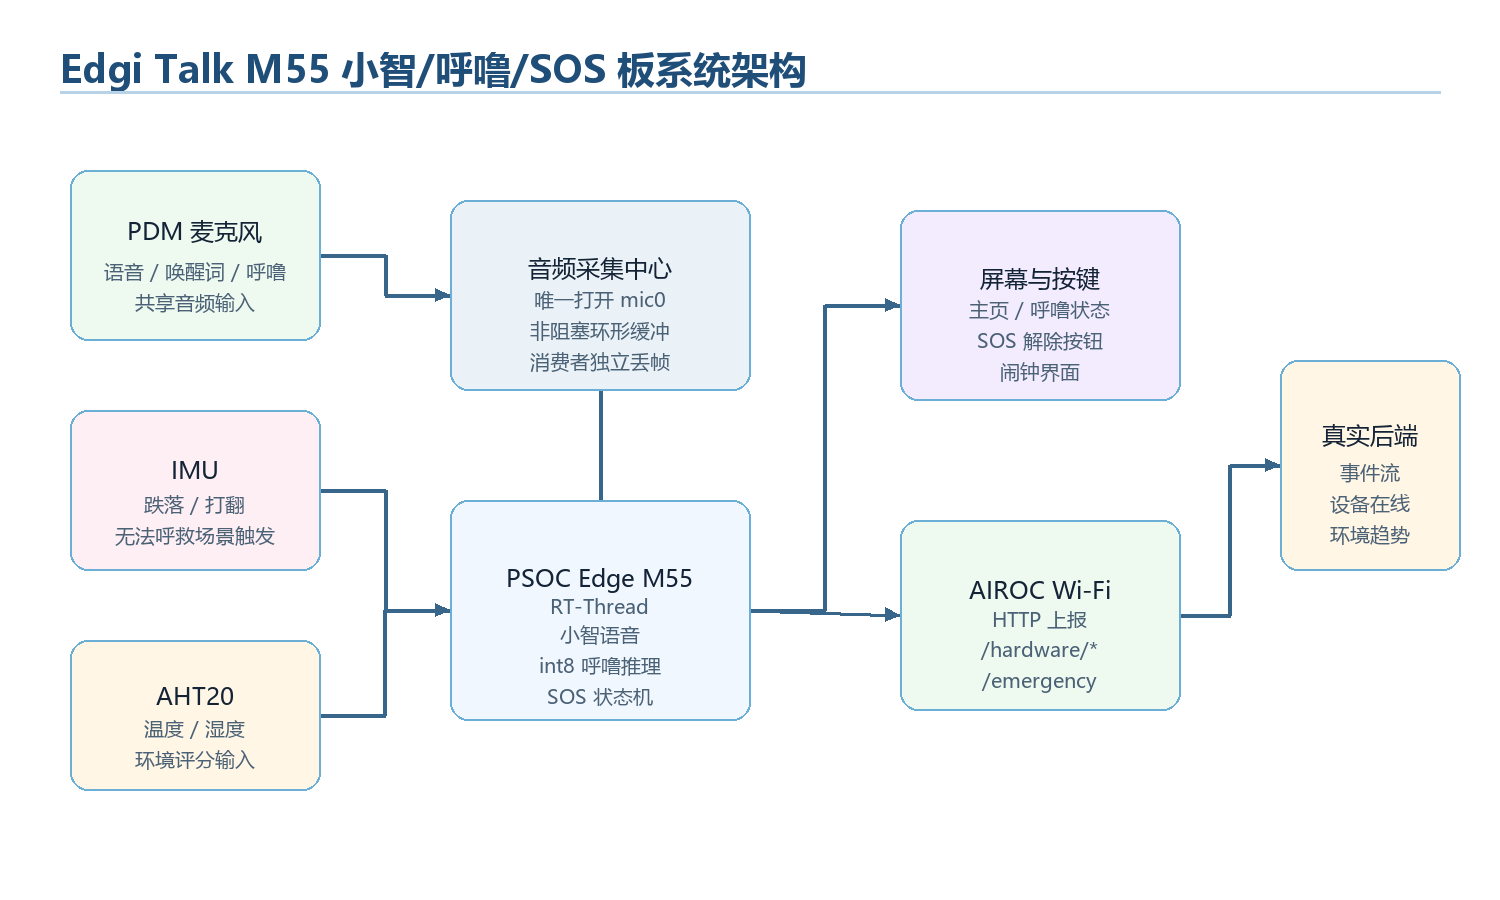 Edgi Talk M55 小智/呼噜/SOS 板系统架构
PDM 麦克风
语音 / 唤醒词 / 呼噜
共享音频输入
音频采集中心
唯一打开 mic0
非阻塞环形缓冲
消费者独立丢帧
屏幕与按键
主页 / 呼噜状态
SOS 解除按钮
闹钟界面
IMU
跌落 / 打翻
无法呼救场景触发
真实后端
事件流
设备在线
环境趋势
PSOC Edge M55
RT-Thread
小智语音
int8 呼噜推理
SOS 状态机
AIROC Wi-Fi
HTTP 上报
/hardware/*
/emergency
AHT20
温度 / 湿度
环境评分输入